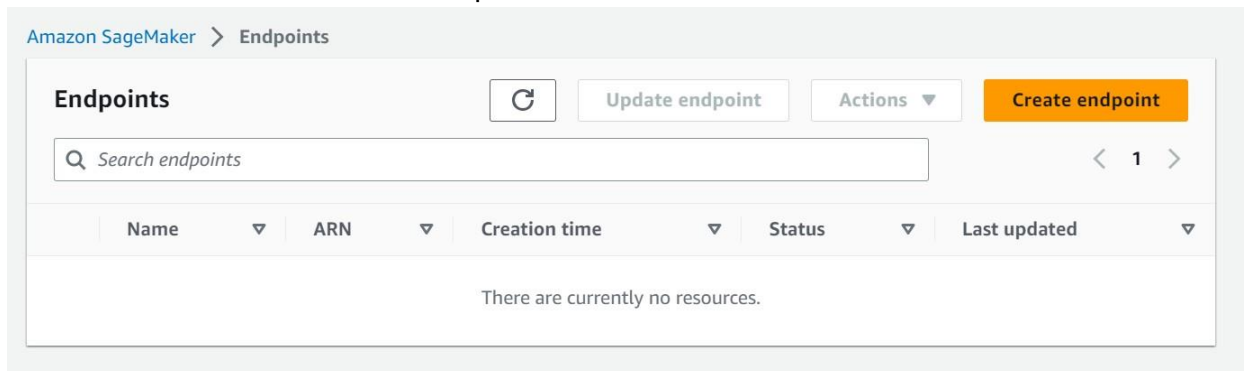 Amazon SageMaker > Endpoints
Endpoints
Update endpoint
Actions
Create endpoint
Search endpoints
1
Name
ARN
Creation time
Status
Last updated
There are currently no resources.